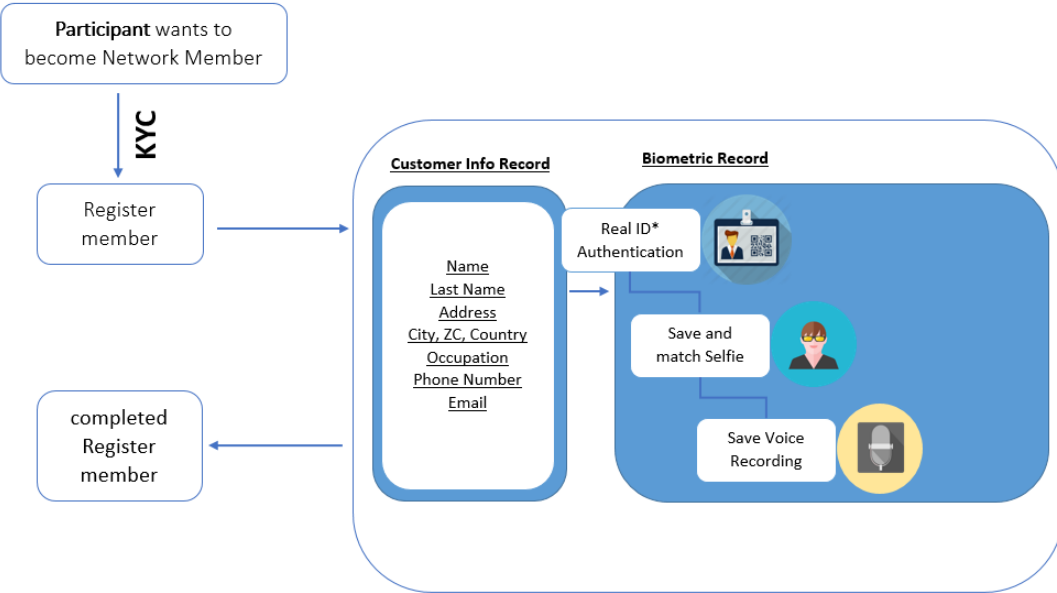 Participant wants to
become Network Member
KYC
Register
member
Customer Info Record
Name
Last Name
Address
City, ZC, Country
Occupation
Phone Number
Email
Biometric Record
Real ID*
Authentication
Save and
match Selfie
Save Voice
Recording
completed
Register
member